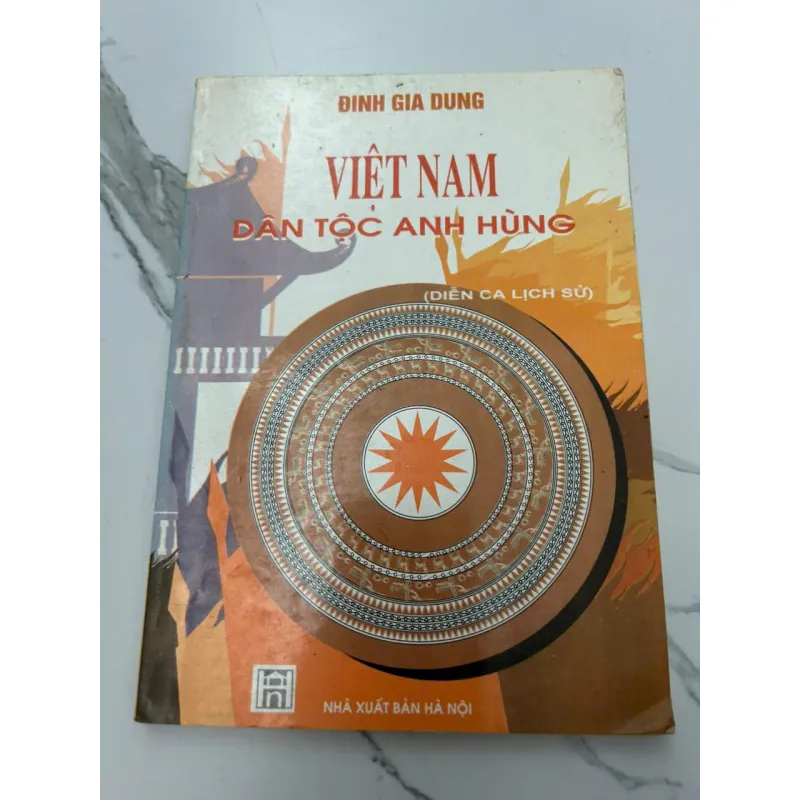 ĐINH GIA DUNG
VIỆT NAM
DÂN TỘC ANH HÙNG
(DIỄN CA LỊCH SỬ)
NHÀ XUẤT BẢN HÀ NỘI